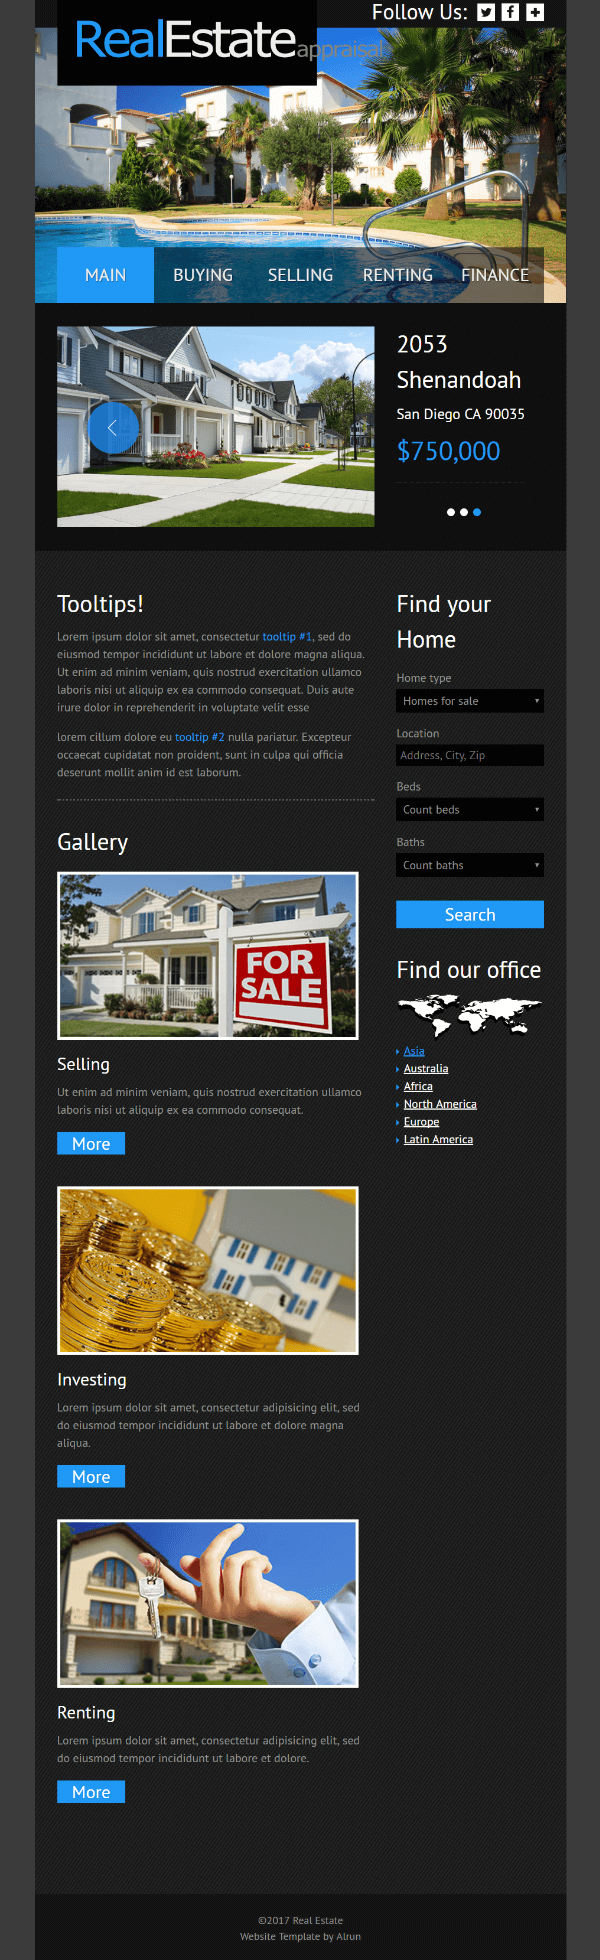 Follow Us:
RealEstate appraisal
MAIN BUYING SELLING RENTING FINANCE
2053
Shenandoah
San Diego CA 90035
$750,000
Tooltips!
Lorem ipsum dolor sit amet, consectetur tooltip #1, sed do
eiusmod tempor incididunt ut labore et dolore magna aliqua.
Ut enim ad minim veniam, quis nostrud exercitation ullamco
laboris nisi ut aliquip ex ea commodo consequat. Duis aute
irure dolor in reprehenderit in voluptate velit esse
lorem cillum dolore eu tooltip #2 nulla pariatur. Excepteur
occaecat cupidatat non proident, sunt in culpa qui officia
deserunt mollit anim id est laborum.
Gallery
FOR
SALE
Selling
Ut enim ad minim veniam, quis nostrud exercitation ullamco
laboris nisi ut aliquip ex ea commodo consequat.
More
Investing
Lorem ipsum dolor sit amet, consectetur adipisicing elit, sed
do eiusmod tempor incididunt ut labore et dolore magna
aliqua.
More
Renting
Lorem ipsum dolor sit amet, consectetur adipisicing elit, sed
do eiusmod tempor incididunt ut labore et dolore.
More
Find your
Home
Home type
Homes for sale
Location
Address, City, Zip
Beds
Count beds
Baths
Count baths
Search
Find our office
Asia
Australia
Africa
North America
Europe
Latin America
©2017 Real Estate
Website Template by Alrun